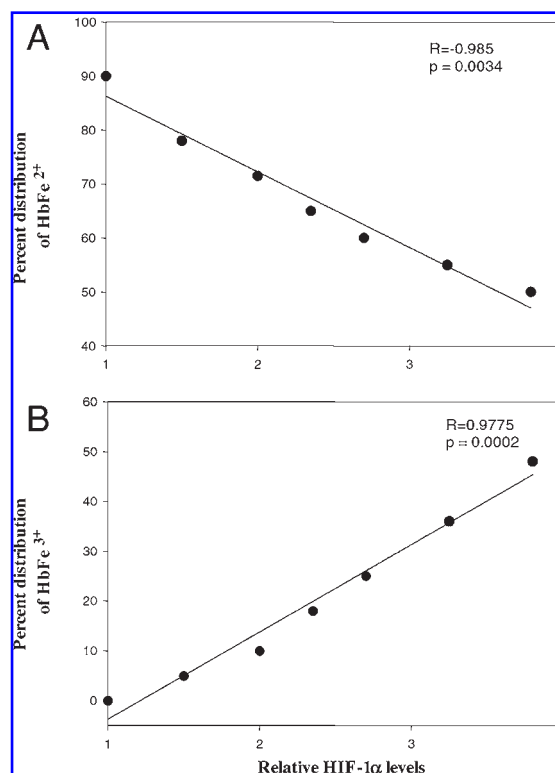 A
R=-0.985
p = 0.0034
Percent distribution
of HbFe 2+
100
90
80
70
60
50
40
1
2
3
B
R=0.9775
p = 0.0002
Percent distribution
of HbFe 3+
60
50
40
30
20
10
0
1
2
3
Relative HIF-1α levels